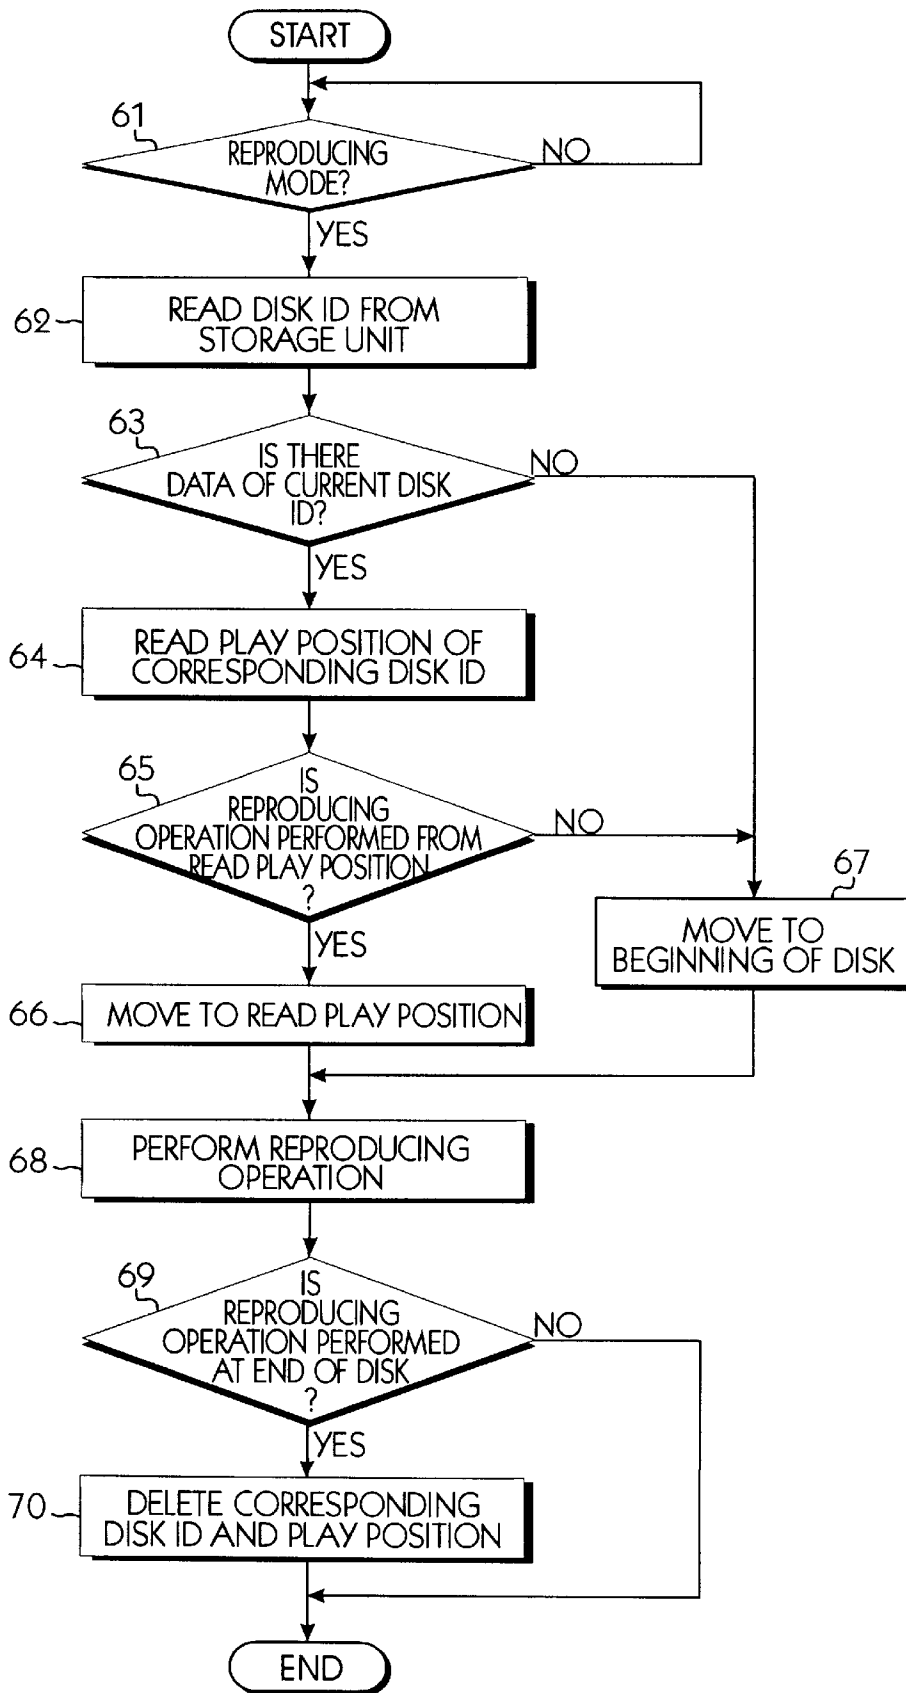 START
61
REPRODUCING
MODE?
NO
YES
62
READ DISK ID FROM
STORAGE UNIT
63
IS THERE
DATA OF CURRENT DISK
ID?
NO
YES
64
READ PLAY POSITION OF
CORRESPONDING DISK ID
65
IS
REPRODUCING
OPERATION PERFORMED FROM
READ PLAY POSITION
?
NO
YES
67
MOVE TO
BEGINNING OF DISK
66
MOVE TO READ PLAY POSITION
68
PERFORM REPRODUCING
OPERATION
69
IS
REPRODUCING
OPERATION PERFORMED
AT END OF DISK
?
NO
YES
70
DELETE CORRESPONDING
DISK ID AND PLAY POSITION
END